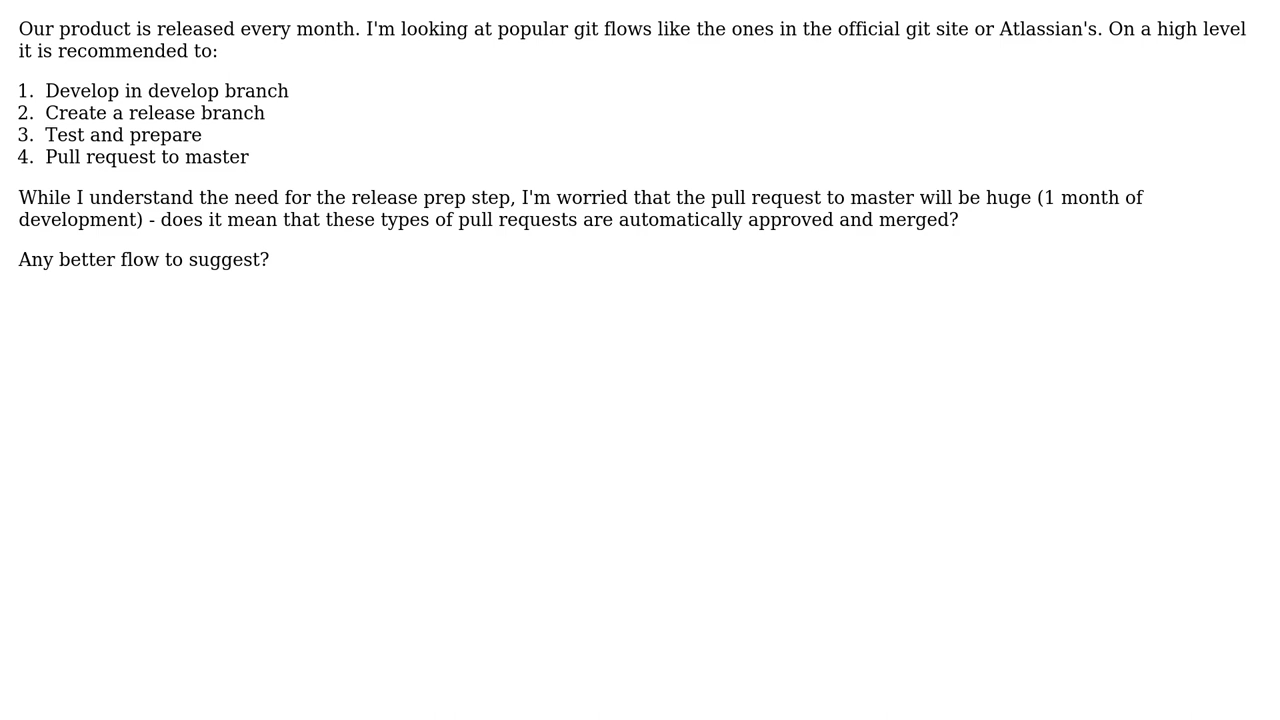 Our product is released every month. I'm looking at popular git flows like the ones in the official git site or Atlassian's. On a high level
it is recommended to:
1. Develop in develop branch
2. Create a release branch
3. Test and prepare
4. Pull request to master
While I understand the need for the release prep step, I'm worried that the pull request to master will be huge (1 month of
development) - does it mean that these types of pull requests are automatically approved and merged?
Any better flow to suggest?